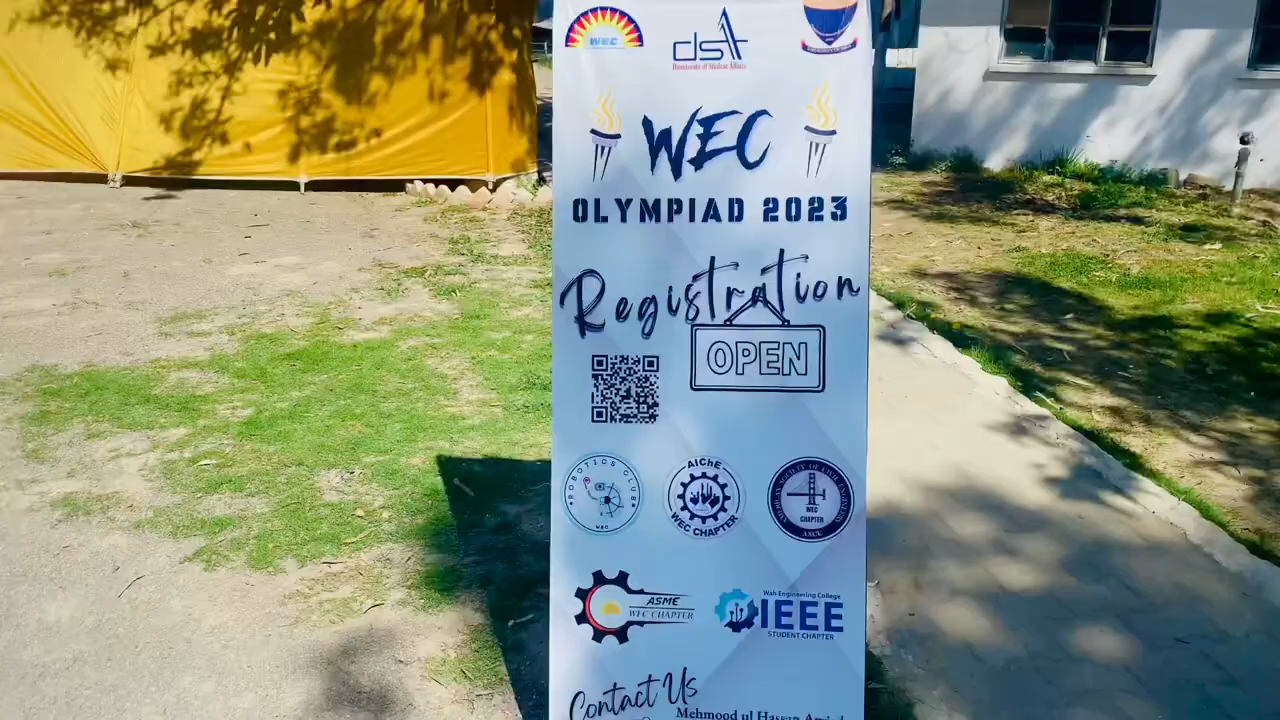 WEC
dsa
Directorate of Student Affairs
WEC
OLYMPIAD 2023
Registration
OPEN
ROBOTICS CLUB
WEC
AIChE
WEC CHAPTER
WEC
CHAPTER
ASCE
ASME
WEC CHAPTER
Wah Engineering College
IEEE
STUDENT CHAPTER
Contact Us
Mehmood ul Hassan